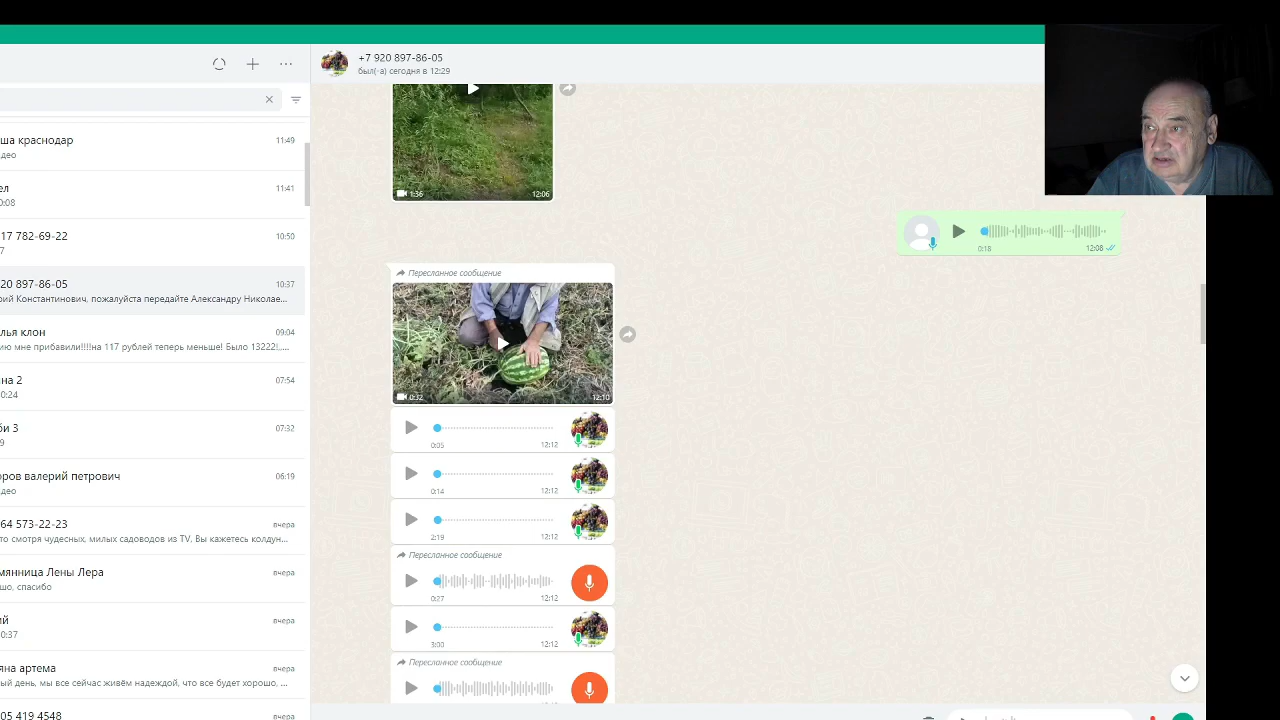 ша краснодар
11:49
део
ел
11:41
0:08
17 782-69-22
10:50
7
20 897-86-05
10:37
рий Константинович, пожалуйста передайте Александру Николае...
лья клон
09:04
ию мне прибавили!!!!на 117 рублей теперь меньше! Было 13222!,...
на 2
07:54
0:24
би 3
07:32
9
оров валерий петрович
06:19
део
64 573-22-23
вчера
то смотря чудесных, милых садоводов из TV. Вы кажетесь колдун...
мянница Лены Лера
вчера
шо, спасибо
ий
вчера
0:37
яна артема
вчера
ый день, мы все сейчас живём надеждой, что все будет хорошо, ...
05 419 4548
вчера
+7 920 897-86-05
был(-а) сегодня в 12:29
1:36
12:06
0:18
12:08
Пересланное сообщение
0:32
12:10
0:05
12:12
0:14
12:12
2:19
12:12
Пересланное сообщение
0:27
12:12
3:00
12:12
Пересланное сообщение